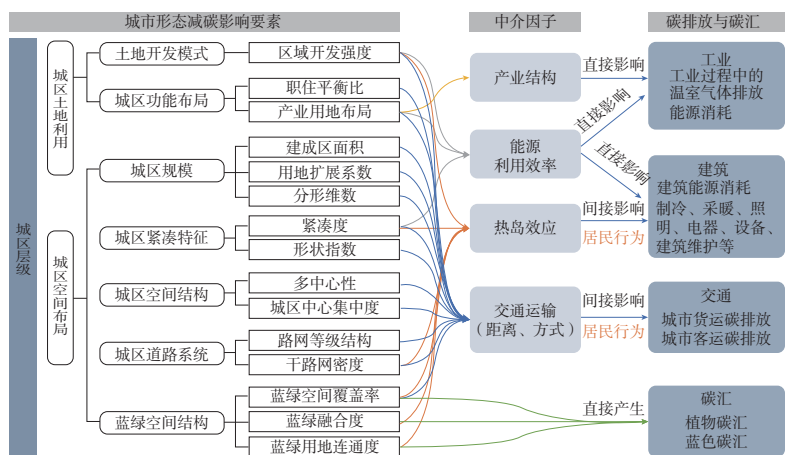 城市形态减碳影响要素
中介因子
碳排放与碳汇
城区层级
城区土地利用
城区空间布局
土地开发模式
城区功能布局
城区规模
城区紧凑特征
城区空间结构
城区道路系统
蓝绿空间结构
区域开发强度
职住平衡比
产业用地布局
建成区面积
用地扩展系数
分形维数
紧凑度
形状指数
多中心性
城区中心集中度
路网等级结构
干路网密度
蓝绿空间覆盖率
蓝绿融合度
蓝绿用地连通度
产业结构
能源
利用效率
热岛效应
交通运输
（距离、方式）
直接影响
直接影响
直接影响
间接影响
居民行为
间接影响
居民行为
直接产生
工业
工业过程中的
温室气体排放
能源消耗
建筑
建筑能源消耗
制冷、采暖、照
明、电器、设备、
建筑维护等
交通
城市货运碳排放
城市客运碳排放
碳汇
植物碳汇
蓝色碳汇